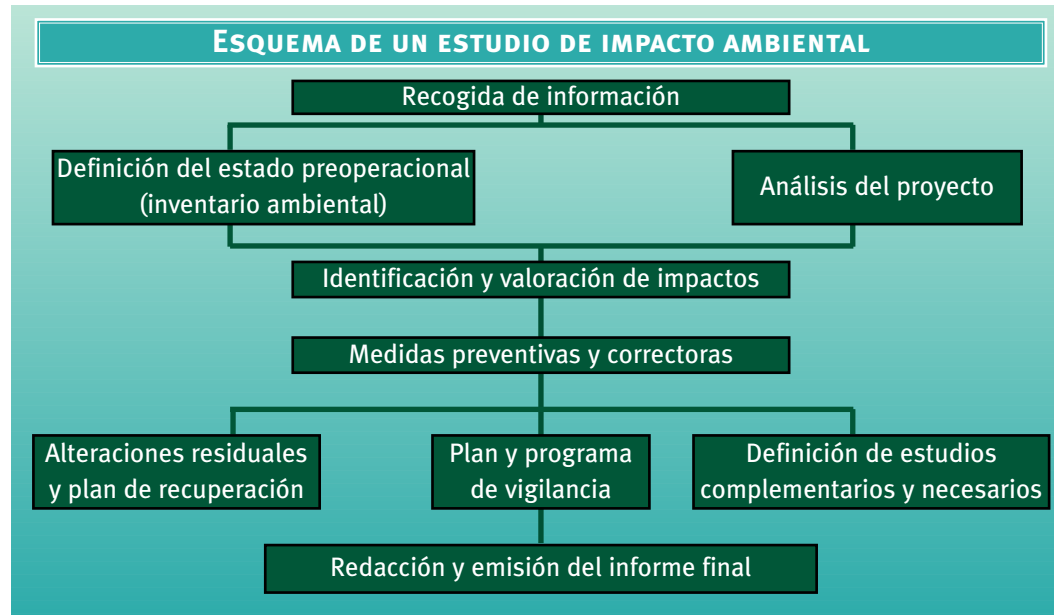 ESQUEMA DE UN ESTUDIO DE IMPACTO AMBIENTAL
Recogida de información
Definición del estado preoperacional
(inventario ambiental)
Análisis del proyecto
Identificación y valoración de impactos
Medidas preventivas y correctoras
Alteraciones residuales
y plan de recuperación
Plan y programa
de vigilancia
Definición de estudios
complementarios y necesarios
Redacción y emisión del informe final